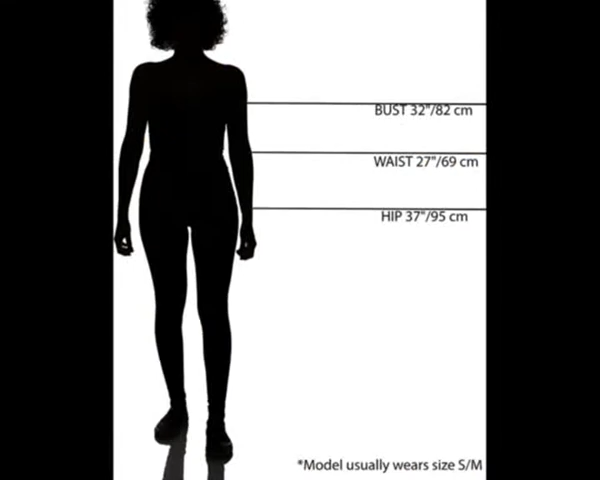 BUST 32"/82 cm
WAIST 27"/69 cm
HIP 37"/95 cm
*Model usually wears size S/M